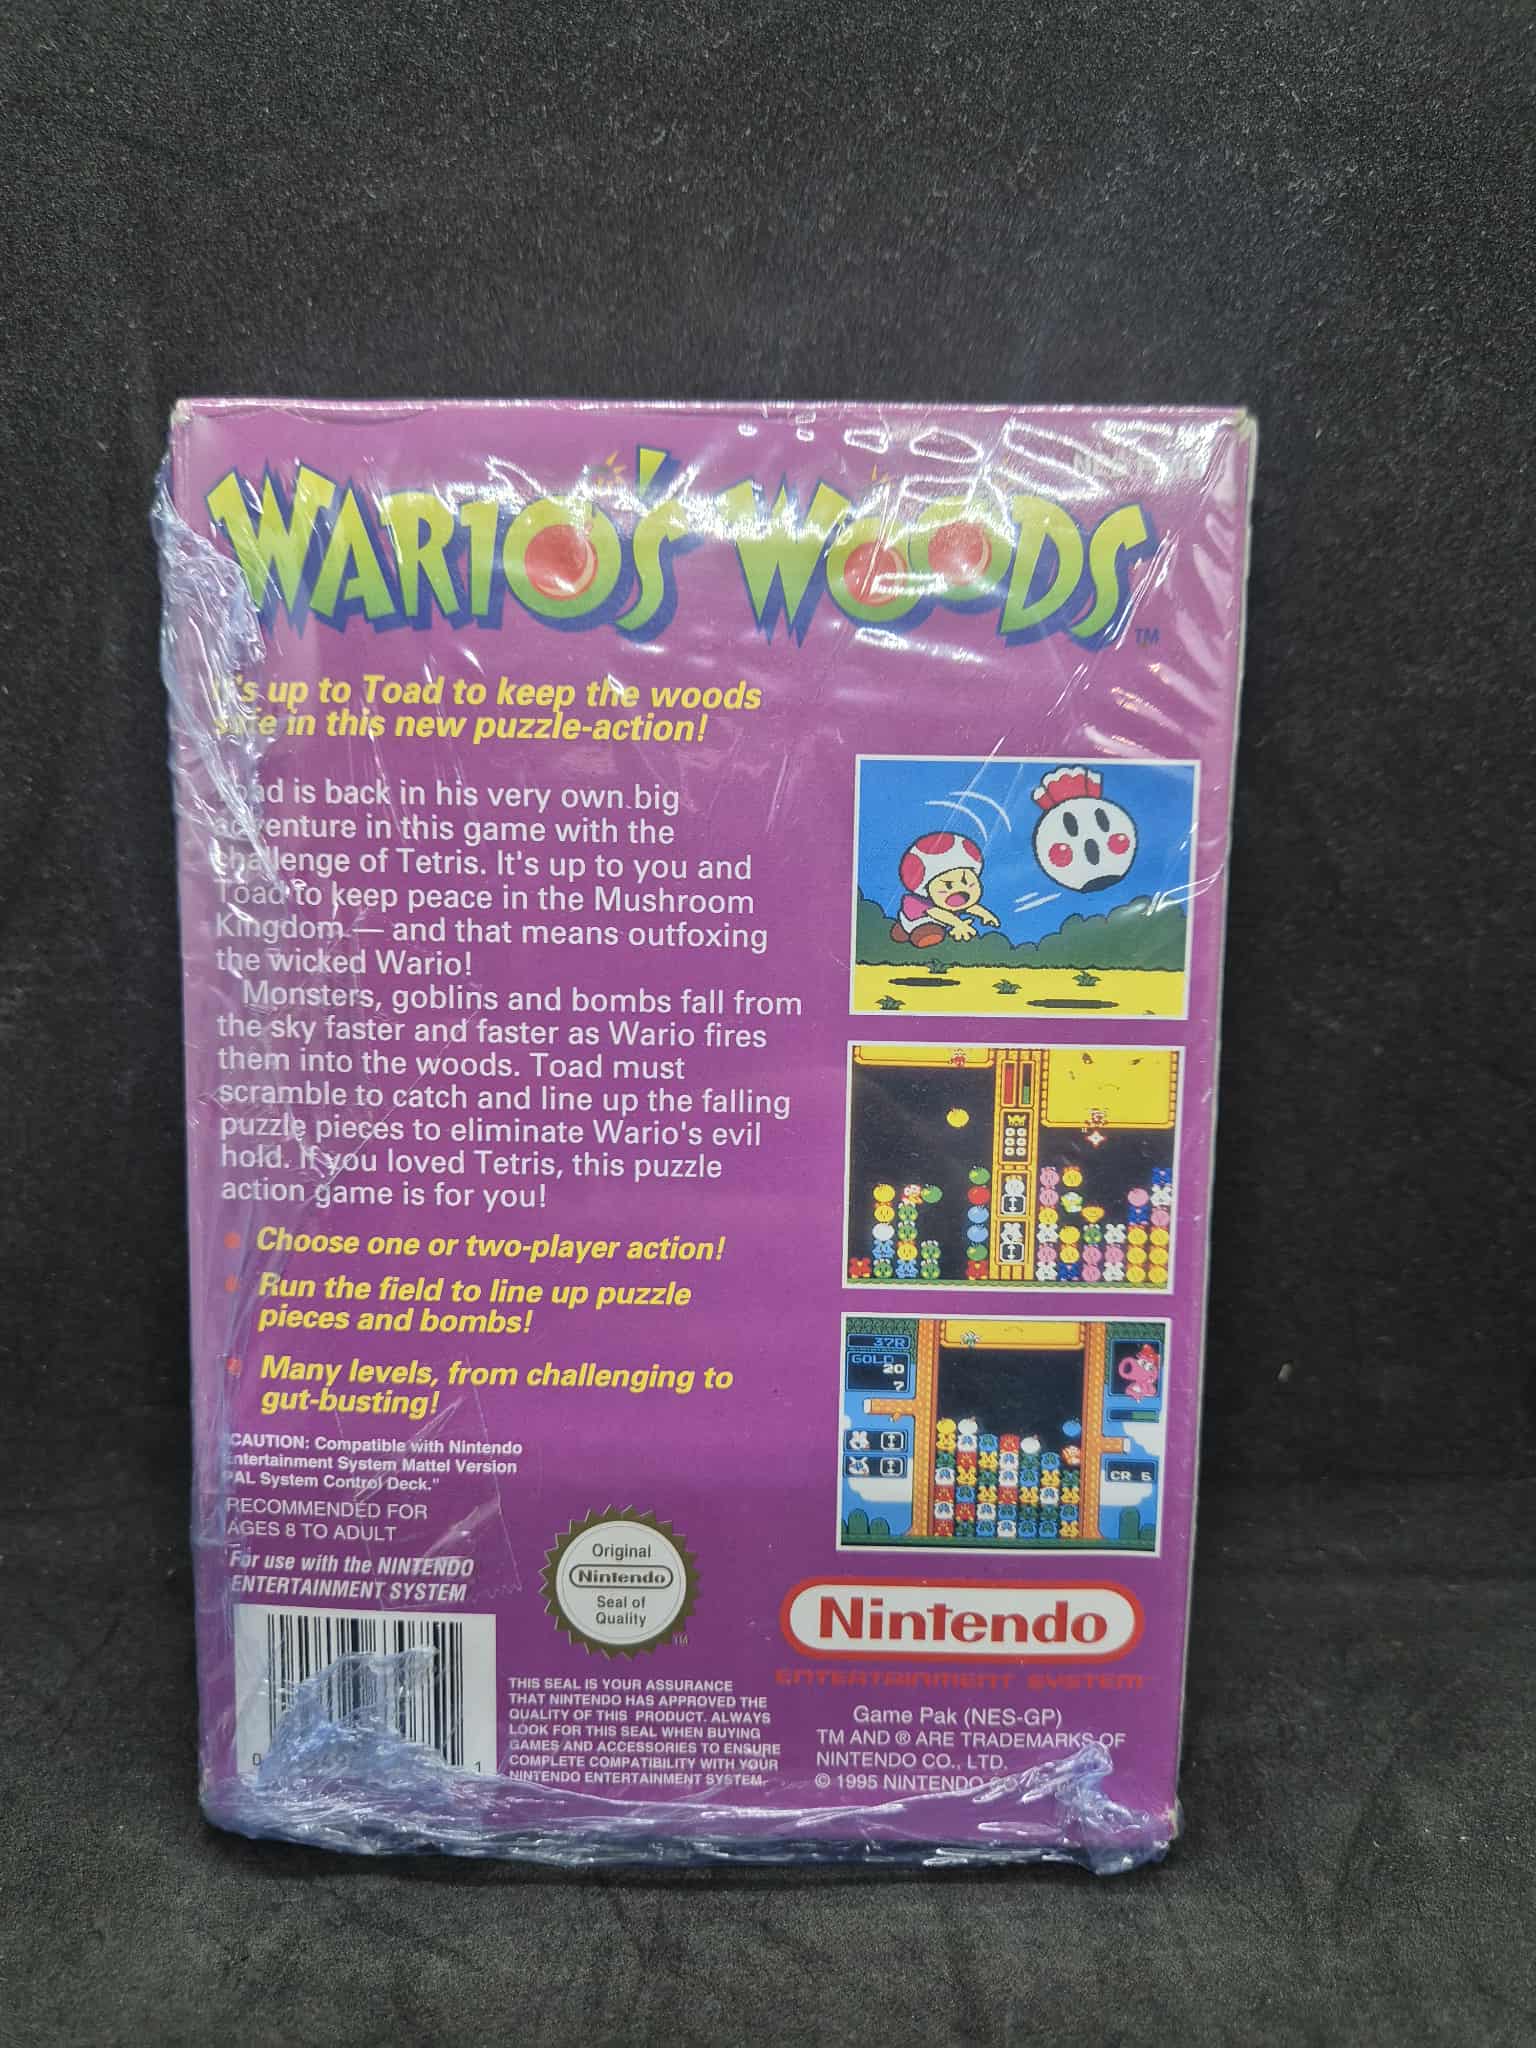 WARIO'S WOODS
TM
It's up to Toad to keep the woods
safe in this new puzzle-action!
Toad is back in his very own big
adventure in this game with the
challenge of Tetris. It's up to you and
Toad to keep peace in the Mushroom
Kingdom — and that means outfoxing
the wicked Wario!
Monsters, goblins and bombs fall from
the sky faster and faster as Wario fires
them into the woods. Toad must
scramble to catch and line up the falling
puzzle pieces to eliminate Wario's evil
hold. If you loved Tetris, this puzzle
action game is for you!
Choose one or two-player action!
Run the field to line up puzzle
pieces and bombs!
Many levels, from challenging to
gut-busting!
"CAUTION: Compatible with Nintendo
Entertainment System Mattel Version
PAL System Control Deck."
RECOMMENDED FOR
AGES 8 TO ADULT
For use with the NINTENDO
ENTERTAINMENT SYSTEM
37R
GOLD
20
7
CR 5
Original
Nintendo
Seal of
Quality
TM
THIS SEAL IS YOUR ASSURANCE
THAT NINTENDO HAS APPROVED THE
QUALITY OF THIS PRODUCT. ALWAYS
LOOK FOR THIS SEAL WHEN BUYING
GAMES AND ACCESSORIES TO ENSURE
COMPLETE COMPATIBILITY WITH YOUR
NINTENDO ENTERTAINMENT SYSTEM.
Nintendo
ENTERTAINMENT SYSTEM
Game Pak (NES-GP)
TM AND ® ARE TRADEMARKS OF
NINTENDO CO., LTD.
© 1995 NINTENDO CO.